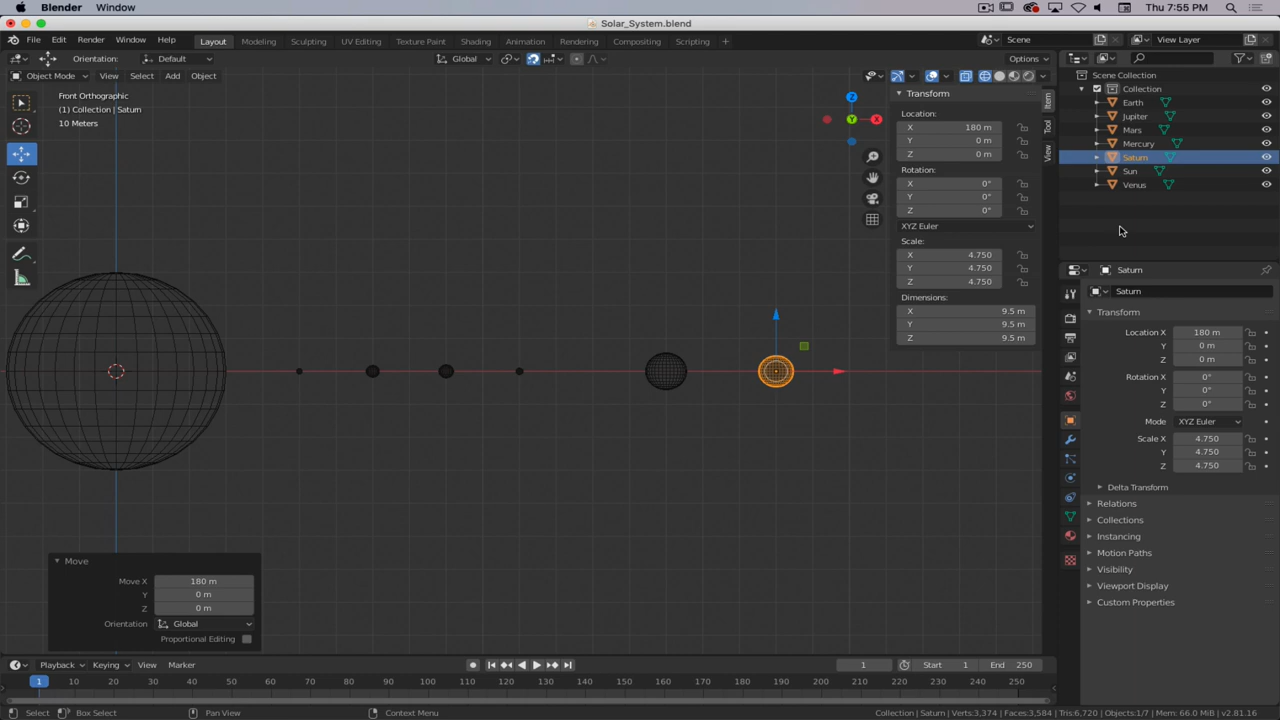 Blender Window Thu 7:55 PM
Solar_System.blend
File Edit Render Window Help Layout Modeling Sculpting UV Editing Texture Paint Shading Animation Rendering Compositing Scripting + Scene View Layer
Orientation: Default Global Options
Object Mode View Select Add Object
Front Orthographic
(1) Collection | Saturn
10 Meters
Z
Y
X
Transform
Location:
X 180 m
Y 0 m
Z 0 m
Rotation:
X 0°
Y 0°
Z 0°
XYZ Euler
Scale:
X 4.750
Y 4.750
Z 4.750
Dimensions:
X 9.5 m
Y 9.5 m
Z 9.5 m
Item
Tool
View
Scene Collection
Collection
Earth
Jupiter
Mars
Mercury
Saturn
Sun
Venus
Saturn
Saturn
Transform
Location X 180 m
Y 0 m
Z 0 m
Rotation X 0°
Y 0°
Z 0°
Mode XYZ Euler
Scale X 4.750
Y 4.750
Z 4.750
Delta Transform
Relations
Collections
Instancing
Motion Paths
Visibility
Viewport Display
Custom Properties
Move
Move X 180 m
Y 0 m
Z 0 m
Orientation Global
Proportional Editing
Playback Keying View Marker 1 Start 1 End 250
1 10 20 30 40 50 60 70 80 90 100 110 120 130 140 150 160 170 180 190 200 210 220 230 240 250
Select Box Select Pan View Context Menu Collection | Saturn | Verts:3,374 | Faces:3,584 | Tris:6,720 | Objects:1/7 | Mem: 66.0 MiB | v2.81.16